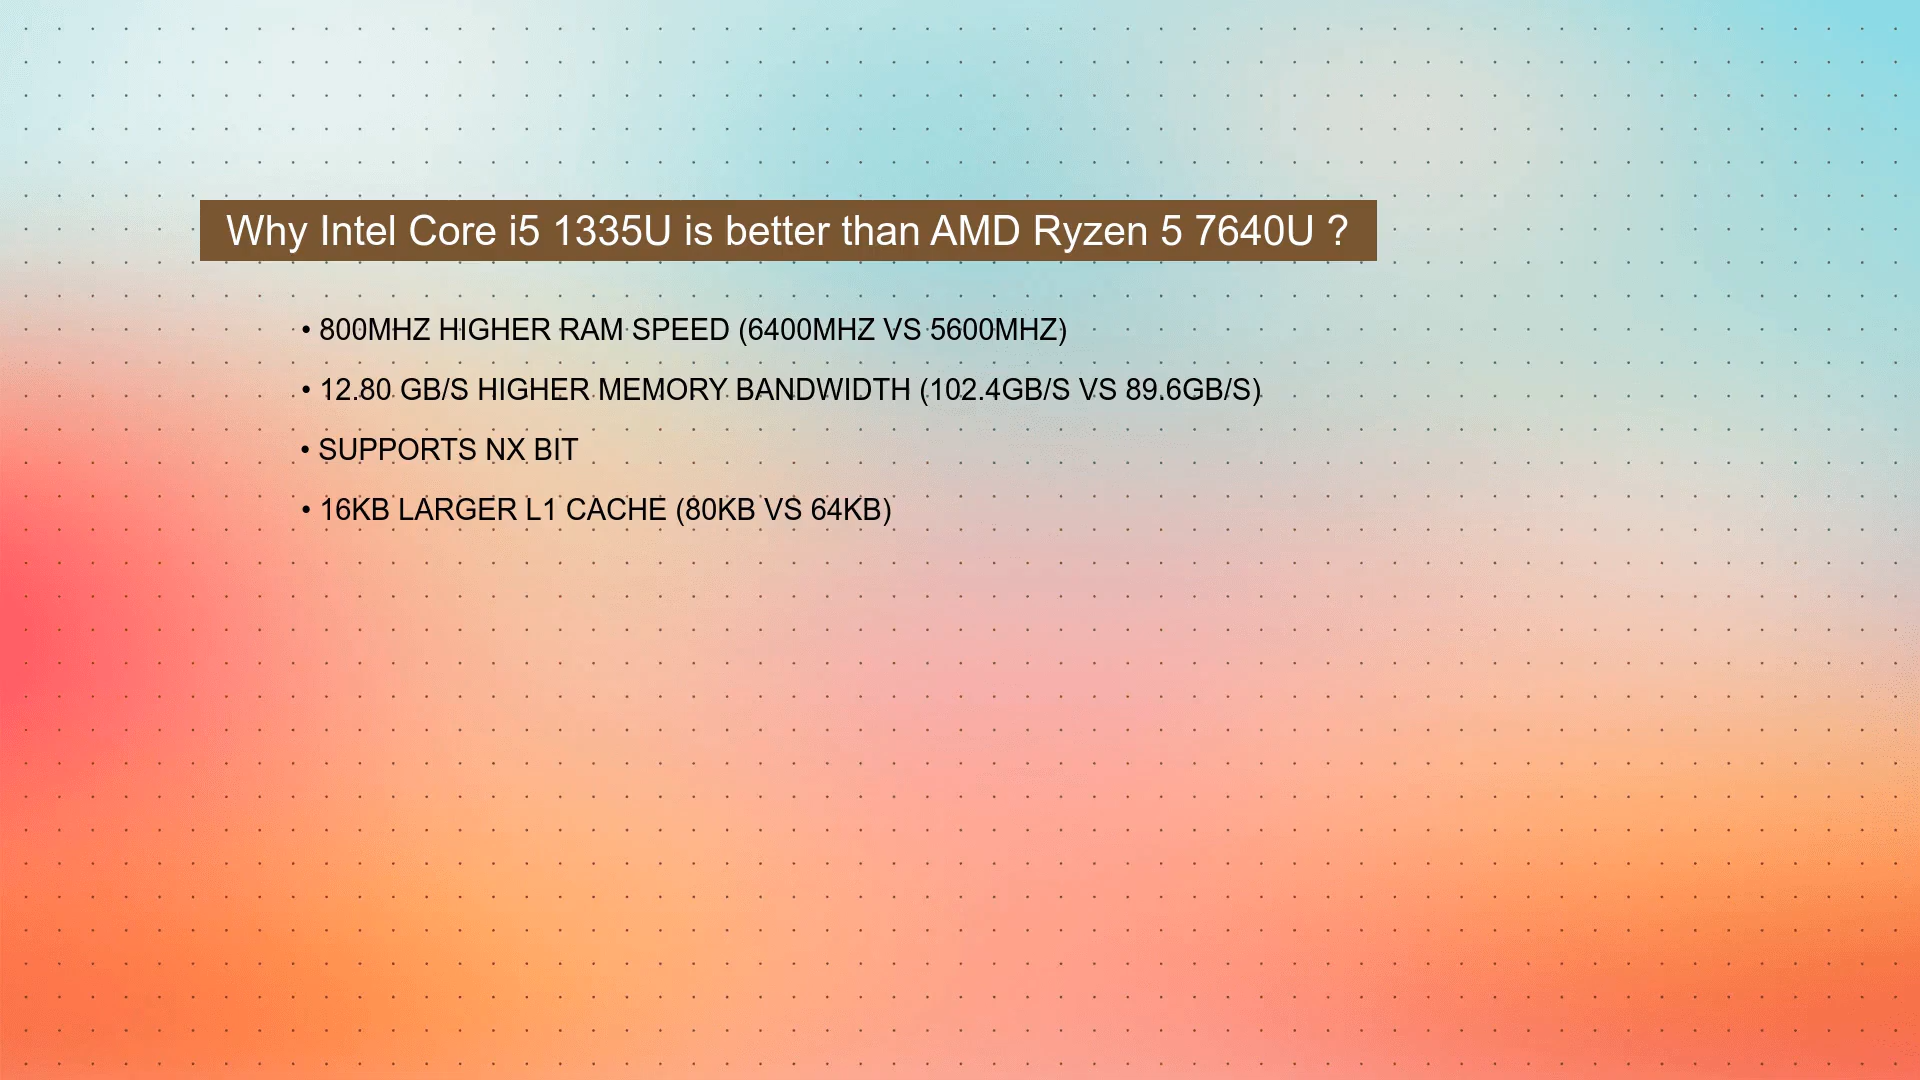 Why Intel Core i5 1335U is better than AMD Ryzen 5 7640U ?
• 800MHZ HIGHER RAM SPEED (6400MHZ VS 5600MHZ)
• 12.80 GB/S HIGHER MEMORY BANDWIDTH (102.4GB/S VS 89.6GB/S)
• SUPPORTS NX BIT
• 16KB LARGER L1 CACHE (80KB VS 64KB)